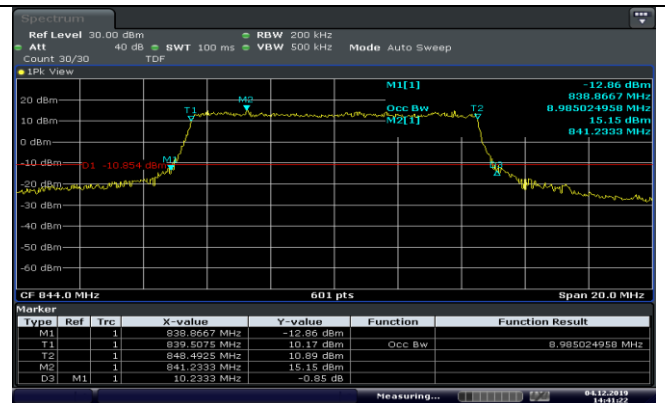 Spectrum
Ref Level 30.00 dBm RBW 200 kHz
Att 40 dB SWT 100 ms VBW 500 kHz Mode Auto Sweep
Count 30/30 TDF
1Pk View
M1[1] -12.86 dBm
838.8667 MHz
20 dBm M2 Occ Bw 8.985024958 MHz
T1 T2
10 dBm M2[1] 15.15 dBm
841.2333 MHz
0 dBm
M1
-10 dBm D1 -10.854 dBm
-20 dBm
-30 dBm
-40 dBm
-50 dBm
-60 dBm
CF 844.0 MHz 601 pts Span 20.0 MHz
Marker
Type Ref Trc X-value Y-value Function Function Result
M1 1 838.8667 MHz -12.86 dBm
T1 1 839.5075 MHz 10.17 dBm Occ Bw 8.985024958 MHz
T2 1 848.4925 MHz 10.89 dBm
M2 1 841.2333 MHz 15.15 dBm
D3 M1 1 10.2333 MHz -0.85 dB
Measuring... 04.12.2019
14:41:22